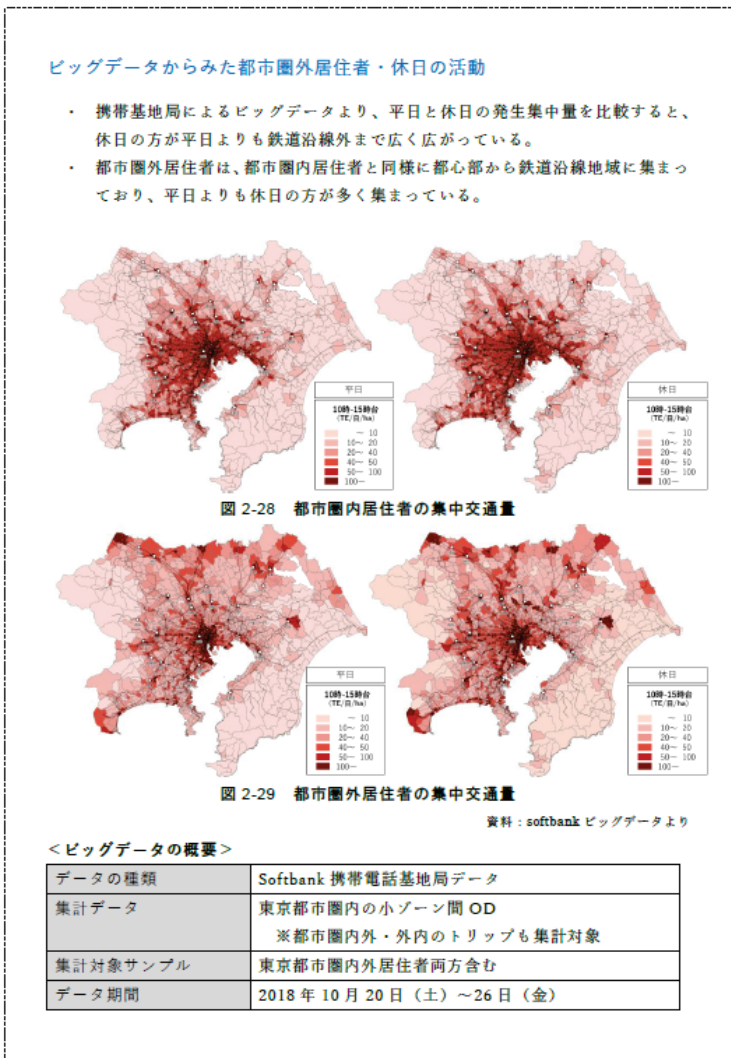 ビッグデータからみた都市圏外居住者・休日の活動
・ 携帯基地局によるビッグデータより、平日と休日の発生集中量を比較すると、
休日の方が平日よりも鉄道沿線外まで広く広がっている。
・ 都市圏外居住者は、都市圏内居住者と同様に都心部から鉄道沿線地域に集まっ
ており、平日よりも休日の方が多く集まっている。
平日
10時-15時台
(TE/日/ha)
～ 10
10～ 20
20～ 40
40～ 50
50～ 100
100－
休日
10時-15時台
(TE/日/ha)
～ 10
10～ 20
20～ 40
40～ 50
50～ 100
100－
図 2-28 都市圏内居住者の集中交通量
平日
10時-15時台
(TE/日/ha)
～ 10
10～ 20
20～ 40
40～ 50
50～ 100
100－
休日
10時-15時台
(TE/日/ha)
～ 10
10～ 20
20～ 40
40～ 50
50～ 100
100－
図 2-29 都市圏外居住者の集中交通量
資料：softbank ビッグデータより
＜ビッグデータの概要＞
データの種類 Softbank 携帯電話基地局データ
集計データ 東京都市圏内の小ゾーン間 OD
※都市圏内外・外内のトリップも集計対象
集計対象サンプル 東京都市圏内外居住者両方含む
データ期間 2018 年 10 月 20 日（土）～26 日（金）